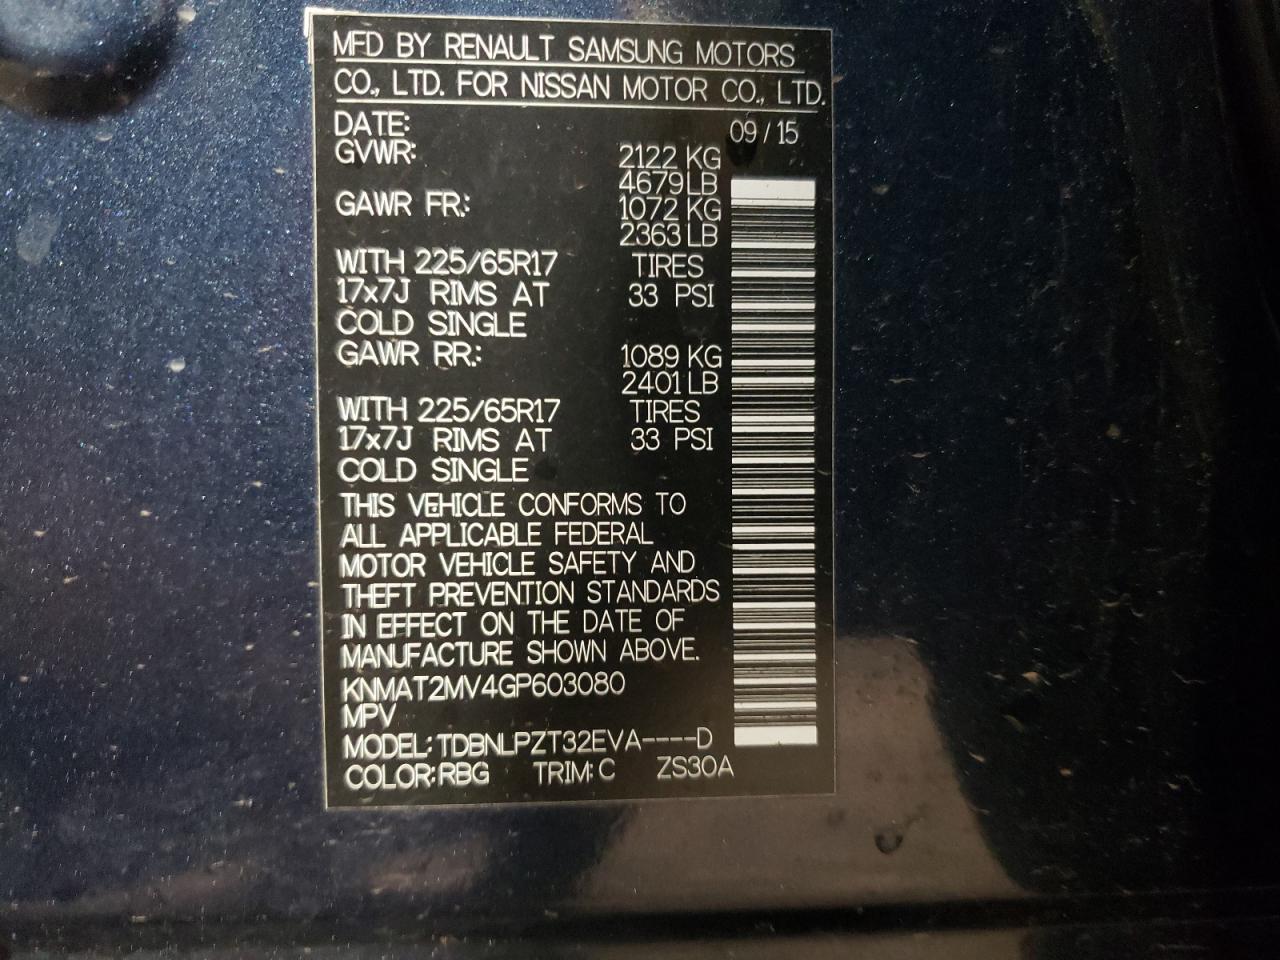 MFD BY RENAULT SAMSUNG MOTORS
CO., LTD. FOR NISSAN MOTOR CO., LTD.
DATE: 09 / 15
GVWR: 2122 KG
4679 LB
GAWR FR.: 1072 KG
2363 LB
WITH 225/65R17 TIRES
17x7J RIMS AT 33 PSI
COLD SINGLE
GAWR RR.: 1089 KG
2401 LB
WITH 225/65R17 TIRES
17x7J RIMS AT 33 PSI
COLD SINGLE
THIS VEHICLE CONFORMS TO
ALL APPLICABLE FEDERAL
MOTOR VEHICLE SAFETY AND
THEFT PREVENTION STANDARDS
IN EFFECT ON THE DATE OF
MANUFACTURE SHOWN ABOVE.
KNMAT2MV4GP603080
MPV
MODEL: TDBNLPZT32EVA----D
COLOR: RBG TRIM: C ZS30A